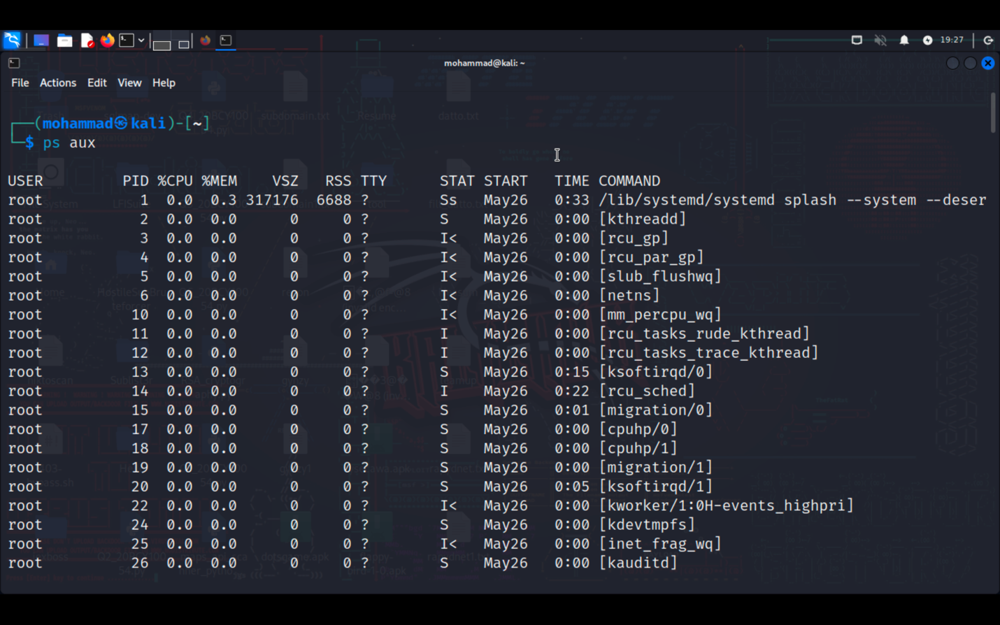 19:27
mohammad@kali: ~
File Actions Edit View Help
┌──(mohammad㉿kali)-[~]
└─$ ps aux
USER PID %CPU %MEM VSZ RSS TTY STAT START TIME COMMAND
root 1 0.0 0.3 317176 6688 ? Ss May26 0:33 /lib/systemd/systemd splash --system --deser
root 2 0.0 0.0 0 0 ? S May26 0:00 [kthreadd]
root 3 0.0 0.0 0 0 ? I< May26 0:00 [rcu_gp]
root 4 0.0 0.0 0 0 ? I< May26 0:00 [rcu_par_gp]
root 5 0.0 0.0 0 0 ? I< May26 0:00 [slub_flushwq]
root 6 0.0 0.0 0 0 ? I< May26 0:00 [netns]
root 10 0.0 0.0 0 0 ? I< May26 0:00 [mm_percpu_wq]
root 11 0.0 0.0 0 0 ? I May26 0:00 [rcu_tasks_rude_kthread]
root 12 0.0 0.0 0 0 ? I May26 0:00 [rcu_tasks_trace_kthread]
root 13 0.0 0.0 0 0 ? S May26 0:15 [ksoftirqd/0]
root 14 0.0 0.0 0 0 ? I May26 0:22 [rcu_sched]
root 15 0.0 0.0 0 0 ? S May26 0:01 [migration/0]
root 17 0.0 0.0 0 0 ? S May26 0:00 [cpuhp/0]
root 18 0.0 0.0 0 0 ? S May26 0:00 [cpuhp/1]
root 19 0.0 0.0 0 0 ? S May26 0:00 [migration/1]
root 20 0.0 0.0 0 0 ? S May26 0:05 [ksoftirqd/1]
root 22 0.0 0.0 0 0 ? I< May26 0:00 [kworker/1:0H-events_highpri]
root 24 0.0 0.0 0 0 ? S May26 0:00 [kdevtmpfs]
root 25 0.0 0.0 0 0 ? I< May26 0:00 [inet_frag_wq]
root 26 0.0 0.0 0 0 ? S May26 0:00 [kauditd]